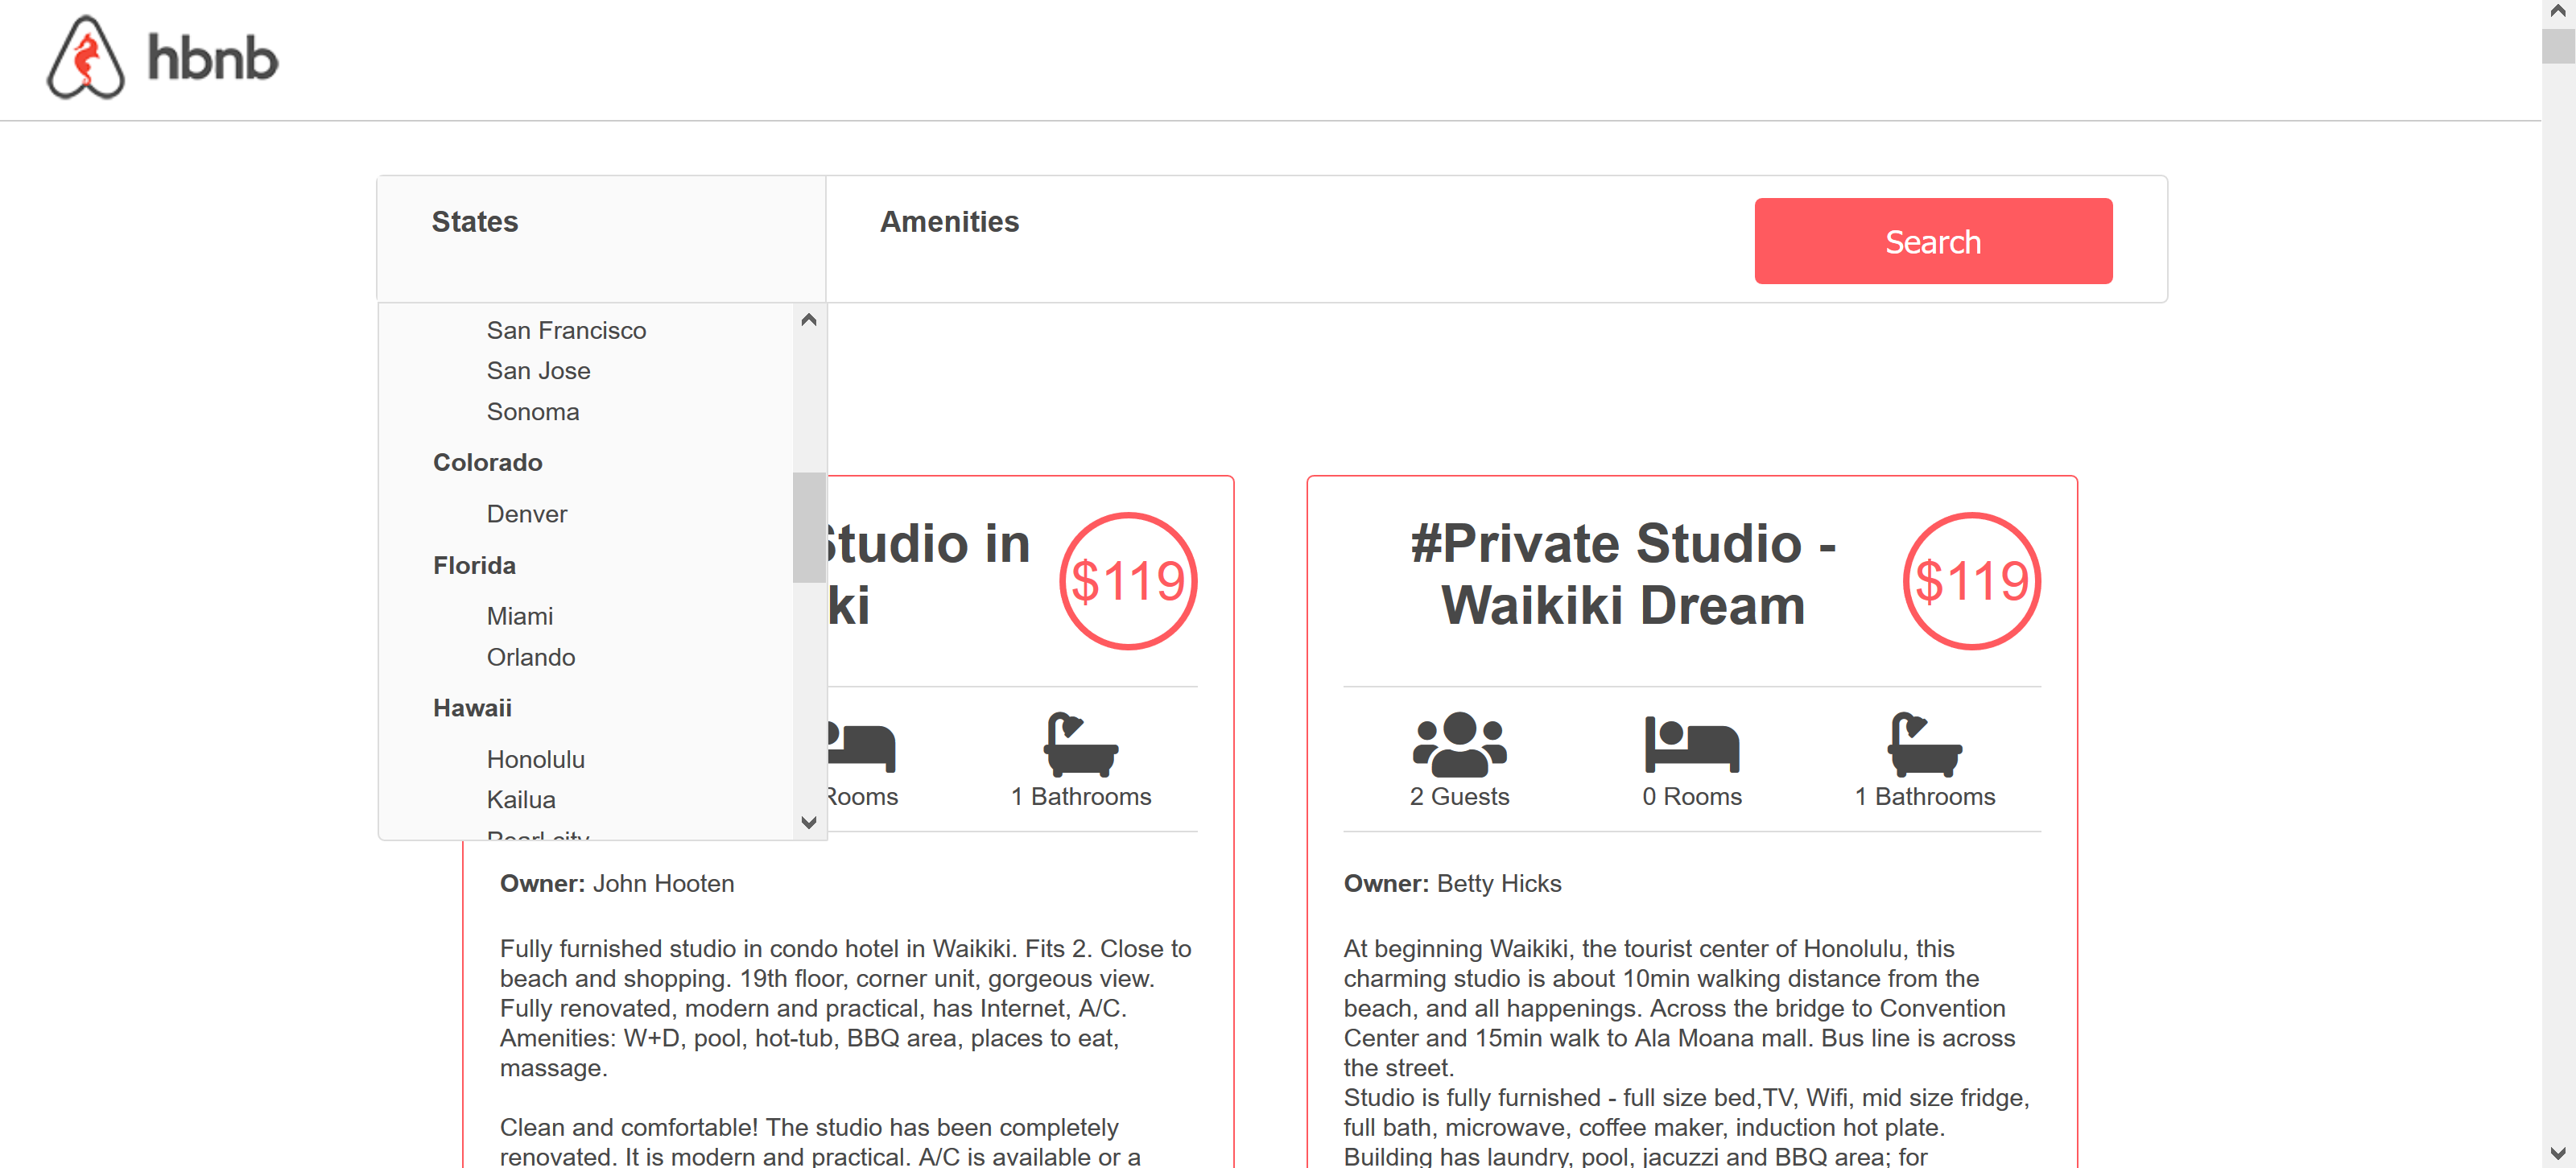 hbnb
States
Amenities
Search
San Francisco
San Jose
Sonoma
Colorado
Denver
Florida
Miami
Orlando
Hawaii
Honolulu
Kailua
Pearl city
Studio in
ki
$119
Rooms
1 Bathrooms
Owner: John Hooten
Fully furnished studio in condo hotel in Waikiki. Fits 2. Close to
beach and shopping. 19th floor, corner unit, gorgeous view.
Fully renovated, modern and practical, has Internet, A/C.
Amenities: W+D, pool, hot-tub, BBQ area, places to eat,
massage.
Clean and comfortable! The studio has been completely
renovated. It is modern and practical. A/C is available or a
#Private Studio -
Waikiki Dream
$119
2 Guests
0 Rooms
1 Bathrooms
Owner: Betty Hicks
At beginning Waikiki, the tourist center of Honolulu, this
charming studio is about 10min walking distance from the
beach, and all happenings. Across the bridge to Convention
Center and 15min walk to Ala Moana mall. Bus line is across
the street.
Studio is fully furnished - full size bed,TV, Wifi, mid size fridge,
full bath, microwave, coffee maker, induction hot plate.
Building has laundry, pool, jacuzzi and BBQ area; for